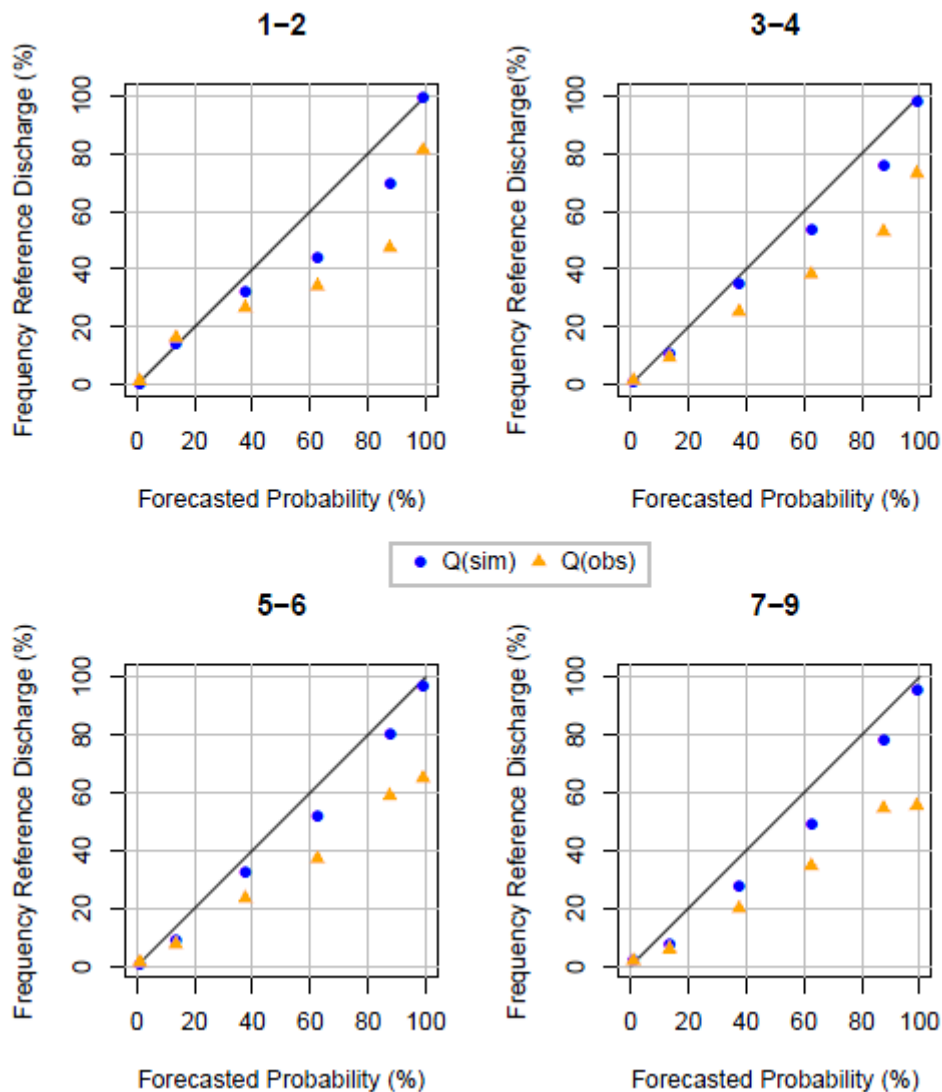 1−2
Frequency Reference Discharge (%)
100
80
60
40
20
0
0 20 40 60 80 100
Forecasted Probability (%)
3−4
Frequency Reference Discharge(%)
100
80
60
40
20
0
0 20 40 60 80 100
Forecasted Probability (%)
Q(sim) Q(obs)
5−6
Frequency Reference Discharge (%)
100
80
60
40
20
0
0 20 40 60 80 100
Forecasted Probability (%)
7−9
Frequency Reference Discharge (%)
100
80
60
40
20
0
0 20 40 60 80 100
Forecasted Probability (%)